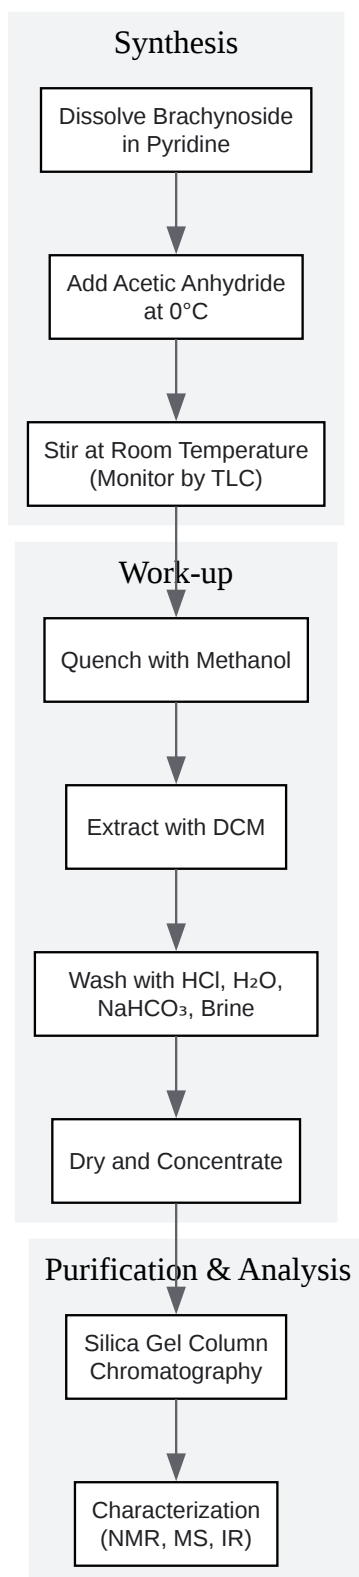 Synthesis
Dissolve Brachynoside
in Pyridine
Add Acetic Anhydride
at 0°C
Stir at Room Temperature
(Monitor by TLC)
Work-up
Quench with Methanol
Extract with DCM
Wash with HCl, H₂O,
NaHCO₃, Brine
Dry and Concentrate
Purification & Analysis
Silica Gel Column
Chromatography
Characterization
(NMR, MS, IR)